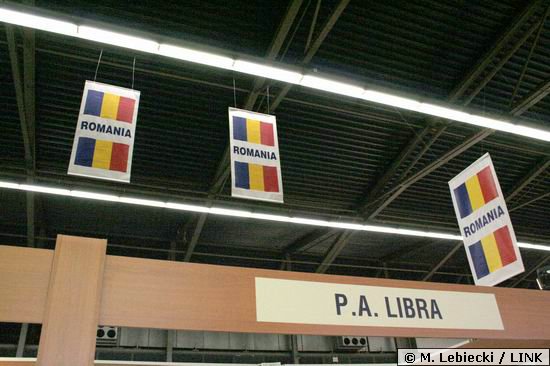 ROMANIA
ROMANIA
ROMANIA
P.A. LIBRA
© M. Lebiecki / LINK